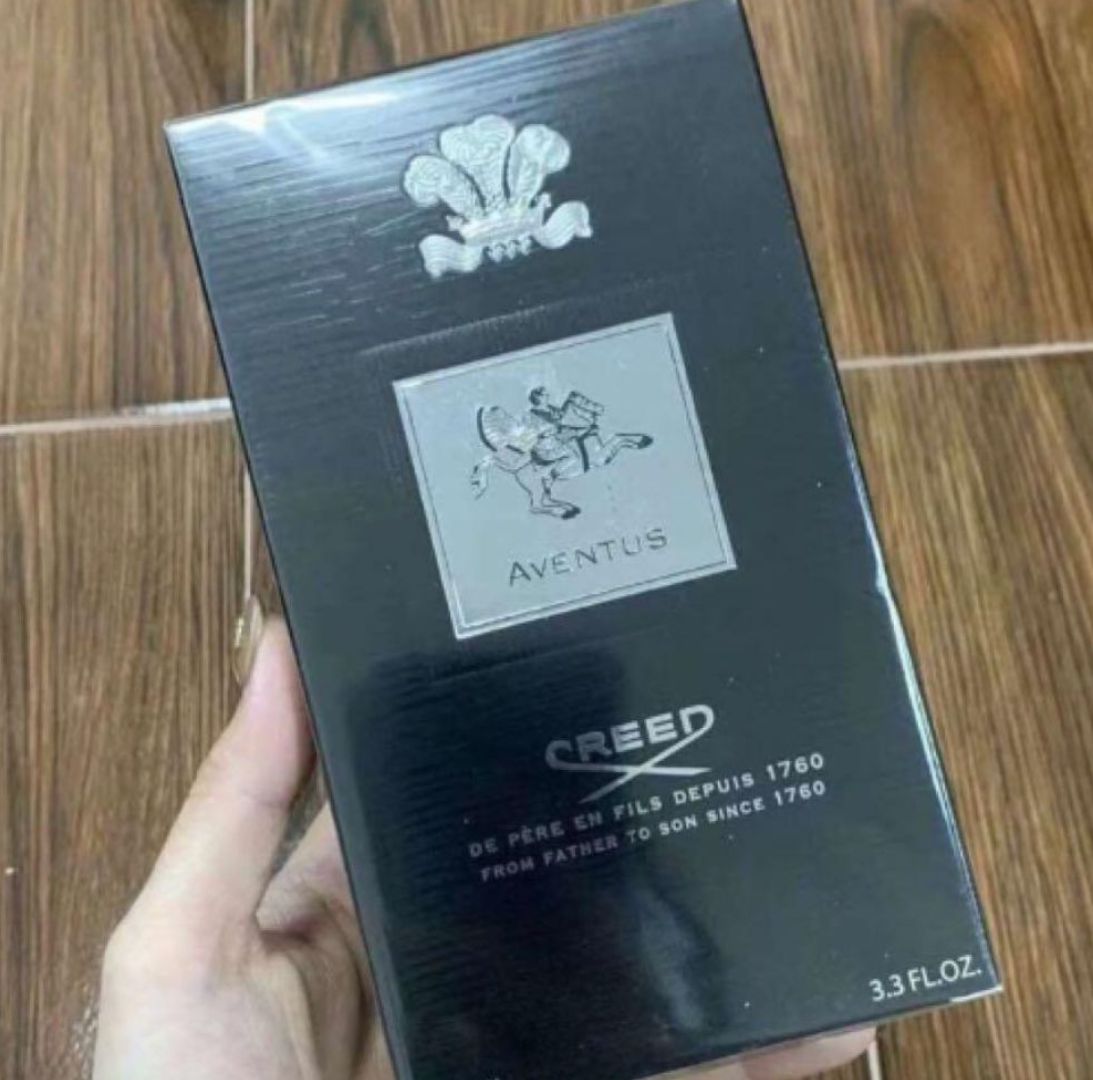 AVENTUS
CREED
DE PÈRE EN FILS DEPUIS 1760
FROM FATHER TO SON SINCE 1760
3.3 FL.OZ.